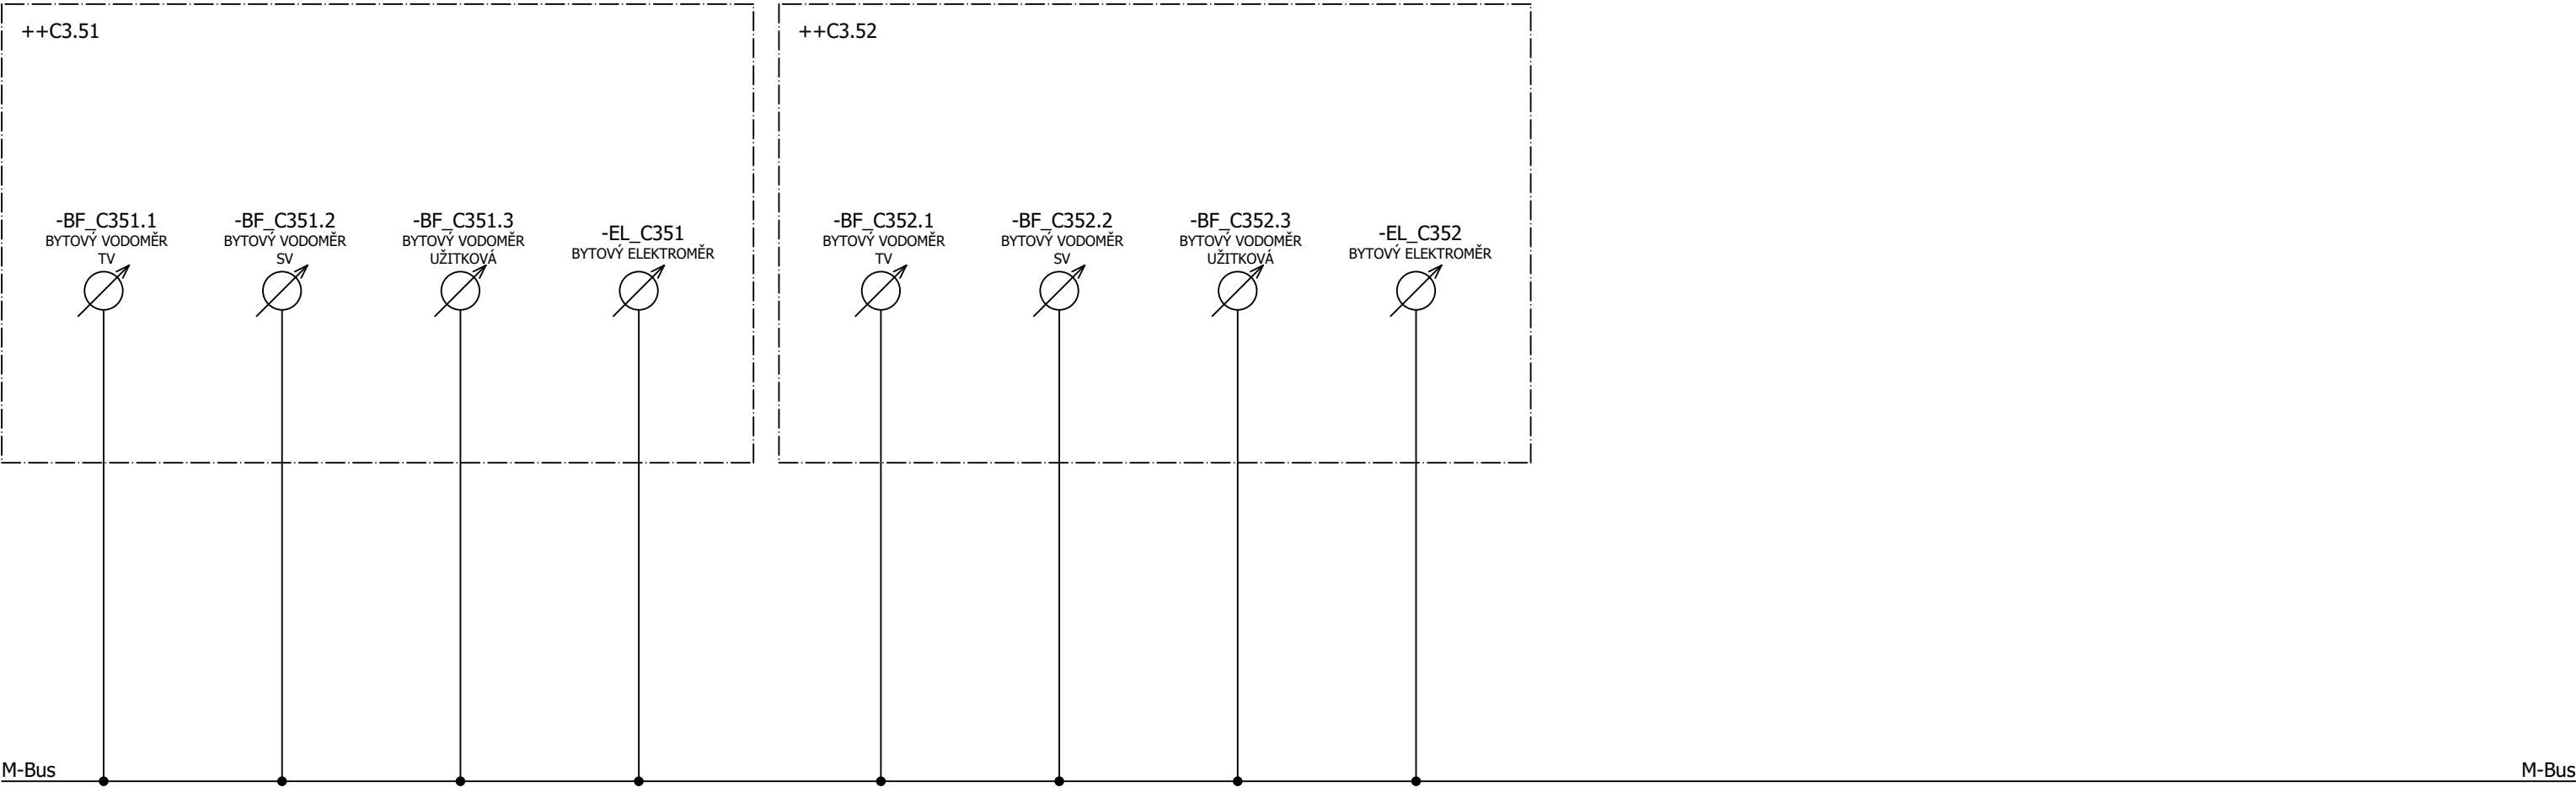 ++C3.51
++C3.52
-BF_C351.1
BYTOVÝ VODOMĚR
TV
-BF_C351.2
BYTOVÝ VODOMĚR
SV
-BF_C351.3
BYTOVÝ VODOMĚR
UŽITKOVÁ
-EL_C351
BYTOVÝ ELEKTROMĚR
-BF_C352.1
BYTOVÝ VODOMĚR
TV
-BF_C352.2
BYTOVÝ VODOMĚR
SV
-BF_C352.3
BYTOVÝ VODOMĚR
UŽITKOVÁ
-EL_C352
BYTOVÝ ELEKTROMĚR
M-Bus
M-Bus